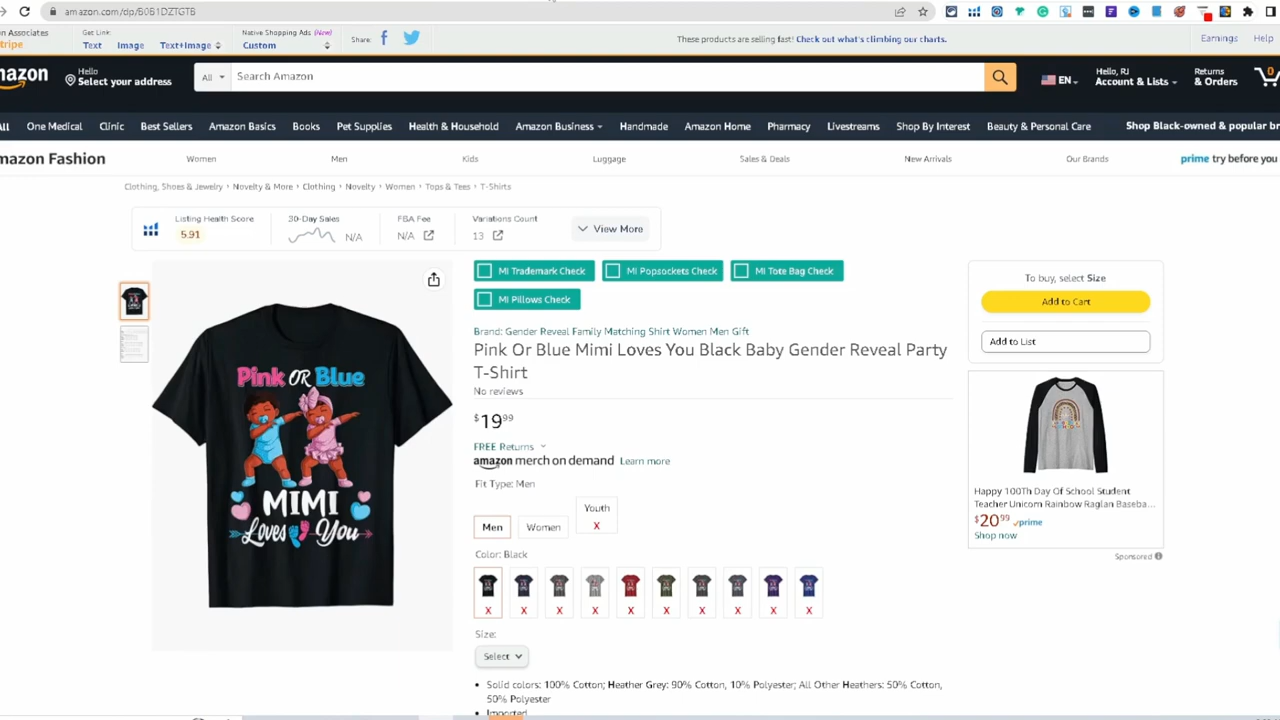 amazon.com/dp/B0B1DZTGTB
on Associates
tripe
Get Link:
Text Image Text+Image
Native Shopping Ads (New)
Custom
Share:
These products are selling fast! Check out what's climbing our charts.
Earnings Help
mazon
Hello
Select your address
All
Search Amazon
EN
Hello, RJ
Account & Lists
Returns
& Orders
0
All One Medical Clinic Best Sellers Amazon Basics Books Pet Supplies Health & Household Amazon Business Handmade Amazon Home Pharmacy Livestreams Shop By Interest Beauty & Personal Care Shop Black-owned & popular br
mazon Fashion Women Men Kids Luggage Sales & Deals New Arrivals Our Brands prime try before you
Clothing, Shoes & Jewelry › Novelty & More › Clothing › Novelty › Women › Tops & Tees › T-Shirts
Listing Health Score
5.91
30-Day Sales
N/A
FBA Fee
N/A
Variations Count
13
View More
MI Trademark Check MI Popsockets Check MI Tote Bag Check
MI Pillows Check
Brand: Gender Reveal Family Matching Shirt Women Men Gift
Pink Or Blue Mimi Loves You Black Baby Gender Reveal Party
T-Shirt
No reviews
$19 99
FREE Returns
amazon merch on demand Learn more
Fit Type: Men
Men Women Youth
X
Color: Black
X X X X X X X X X X
Size:
Select
• Solid colors: 100% Cotton; Heather Grey: 90% Cotton, 10% Polyester; All Other Heathers: 50% Cotton,
50% Polyester
• Imported
Pink OR Blue
MIMI
Loves You
To buy, select Size
Add to Cart
Add to List
Happy 100Th Day Of School Student
Teacher Unicorn Rainbow Raglan Baseba...
$20 99 prime
Shop now
Sponsored